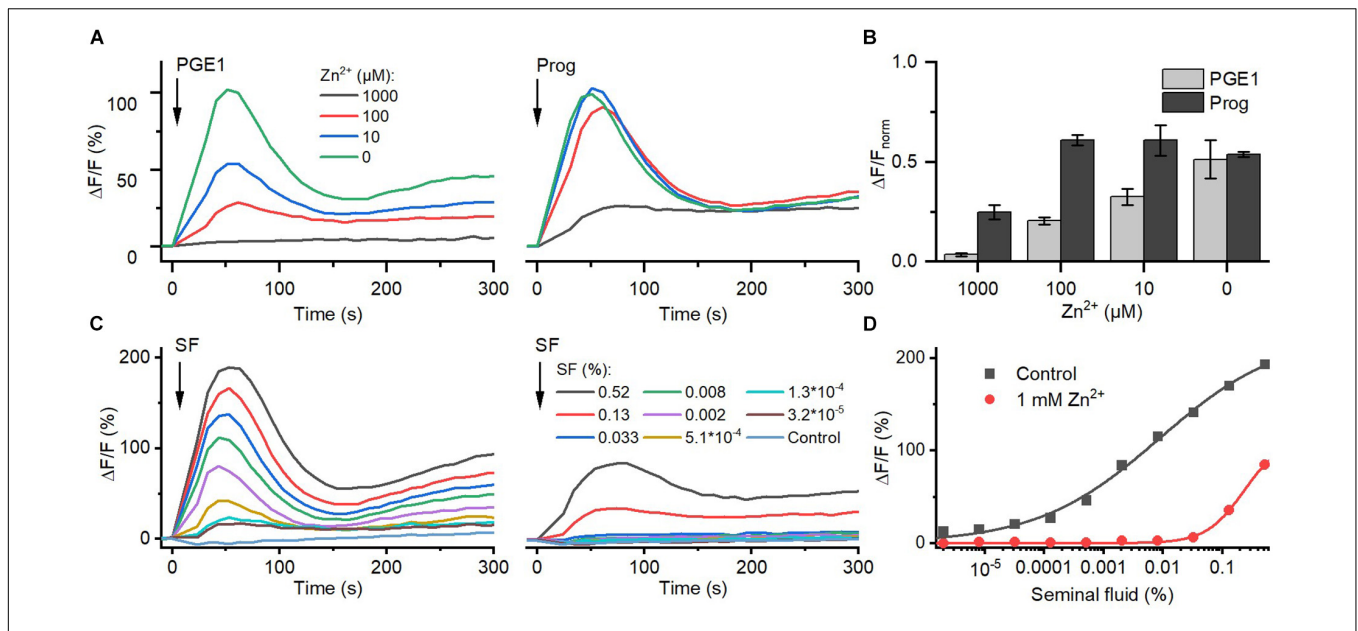 A
PGE1
Zn²⁺ (µM):
1000
100
10
0
ΔF/F (%)
100
50
0
0 100 200 300
Time (s)
Prog
0 100 200 300
Time (s)
B
PGE1
Prog
ΔF/Fnorm
1.0
0.5
0.0
1000 100 10 0
Zn²⁺ (µM)
C
SF
ΔF/F (%)
200
100
0
0 100 200 300
Time (s)
SF
SF (%):
0.52 0.008 1.3*10⁻⁴
0.13 0.002 3.2*10⁻⁵
0.033 5.1*10⁻⁴ Control
0 100 200 300
Time (s)
D
Control
1 mM Zn²⁺
ΔF/F (%)
200
100
0
10⁻⁵ 0.0001 0.001 0.01 0.1
Seminal fluid (%)